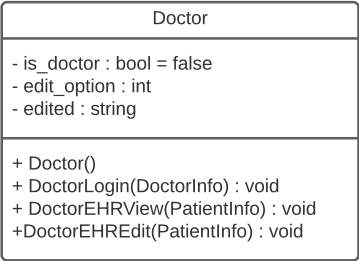 Doctor
- is_doctor : bool = false
- edit_option : int
- edited : string
+ Doctor()
+ DoctorLogin(DoctorInfo) : void
+ DoctorEHRView(PatientInfo) : void
+DoctorEHREdit(PatientInfo) : void